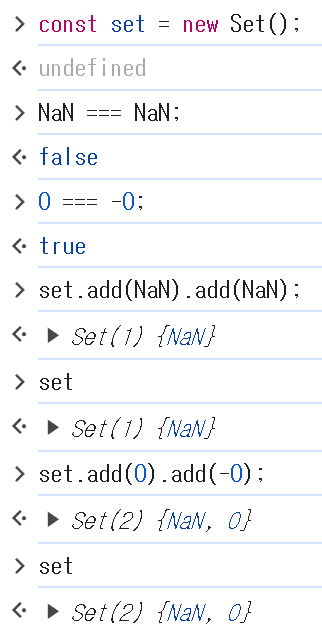 > const set = new Set();
<· undefined
> NaN === NaN;
<· false
> 0 === -0;
<· true
> set.add(NaN).add(NaN);
<· ▶ Set(1) {NaN}
> set
<· ▶ Set(1) {NaN}
> set.add(0).add(-0);
<· ▶ Set(2) {NaN, 0}
> set
<· ▶ Set(2) {NaN, 0}